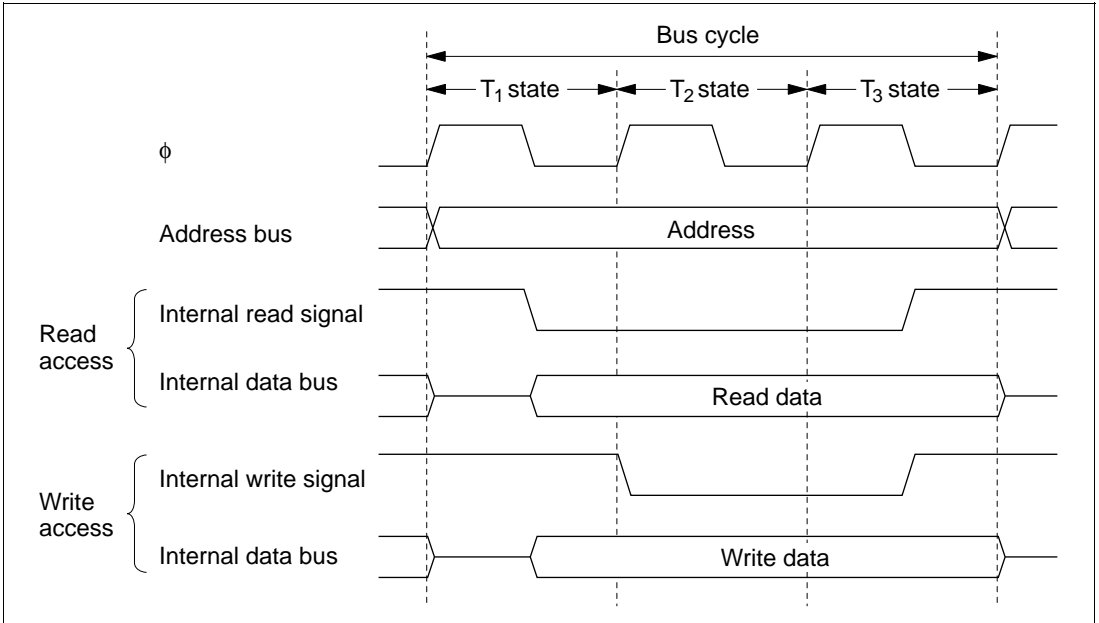 Bus cycle
T₁ state
T₂ state
T₃ state
ϕ
Address bus
Address
Read
access
Internal read signal
Internal data bus
Read data
Write
access
Internal write signal
Internal data bus
Write data